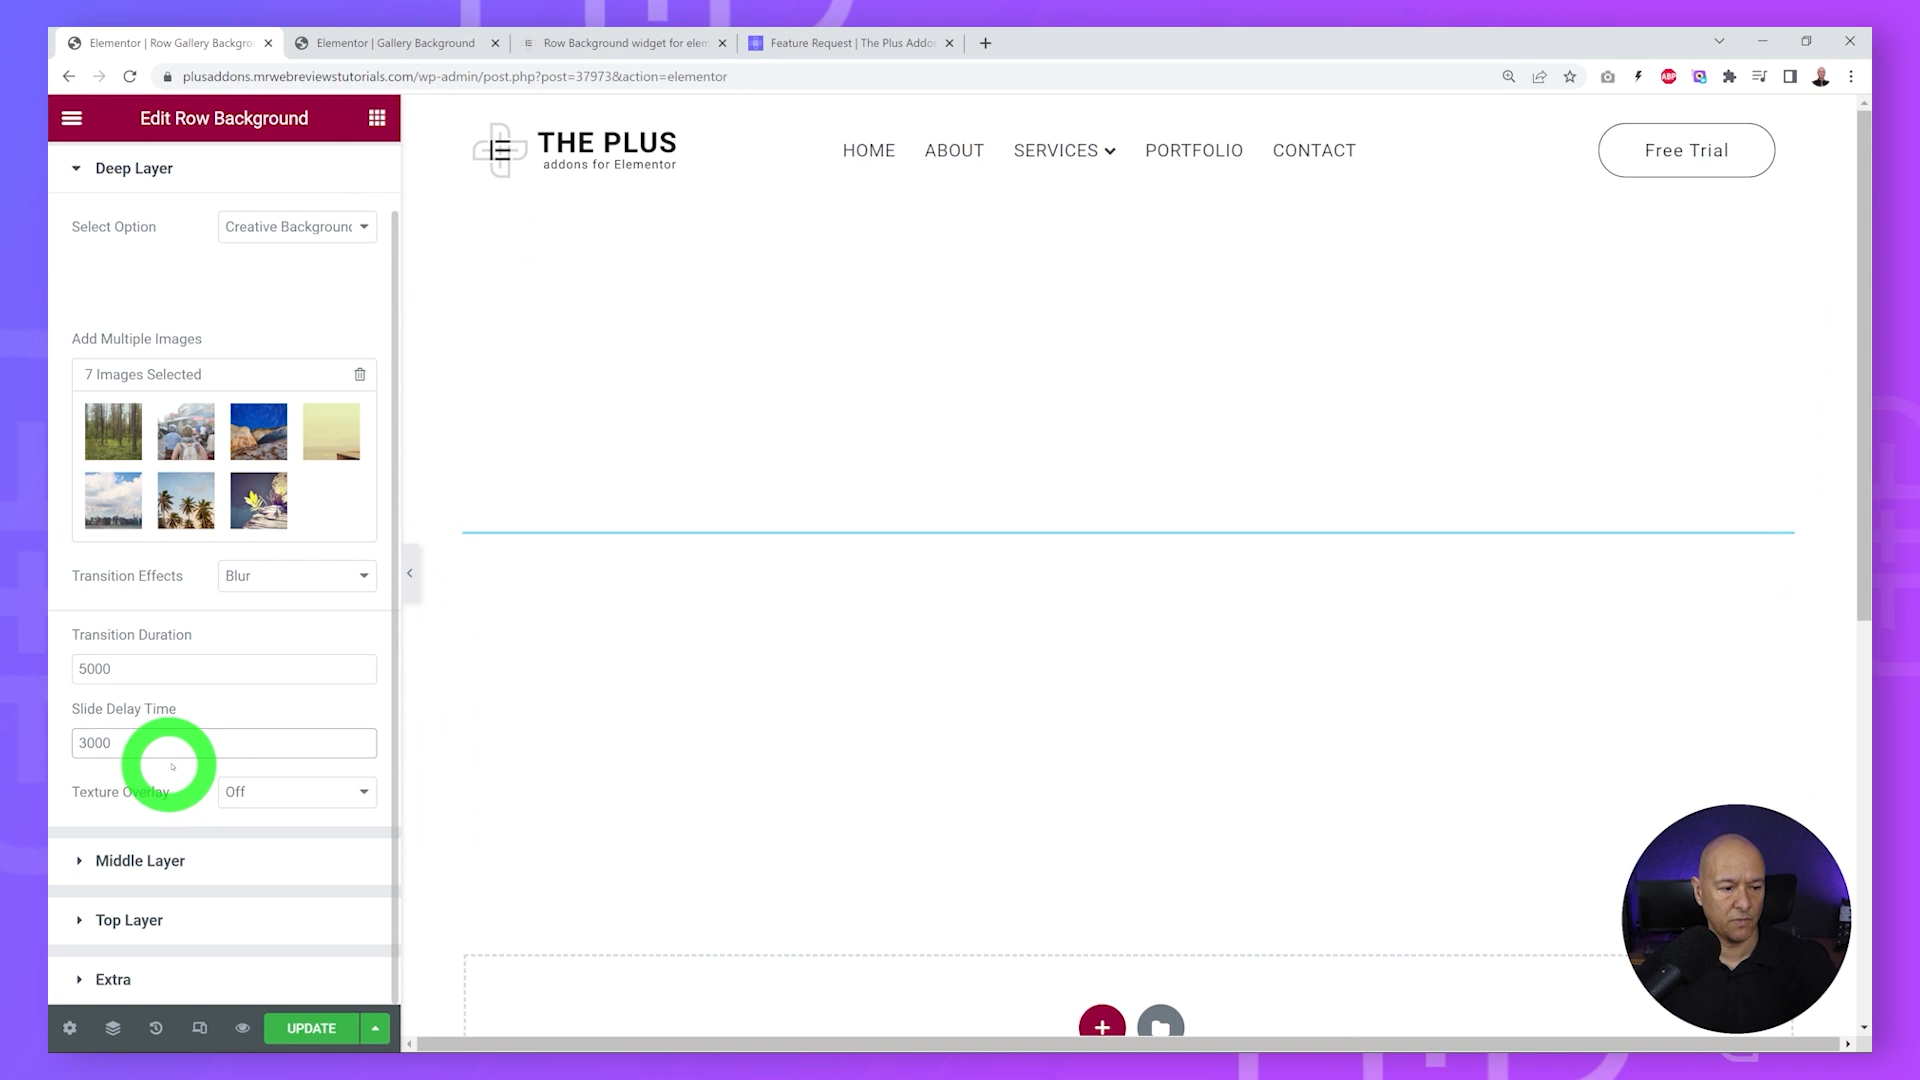 Elementor | Row Gallery Backgro
Elementor | Gallery Background
Row Background widget for elem
Feature Request | The Plus Addo
plusaddons.mrwebreviewstutorials.com/wp-admin/post.php?post=37973&action=elementor
ABP
Edit Row Background
THE PLUS
addons for Elementor
HOME
ABOUT
SERVICES
PORTFOLIO
CONTACT
Free Trial
Deep Layer
Select Option
Creative Background
Add Multiple Images
7 Images Selected
Transition Effects
Blur
Transition Duration
5000
Slide Delay Time
3000
Texture Overlay
Off
Middle Layer
Top Layer
Extra
UPDATE